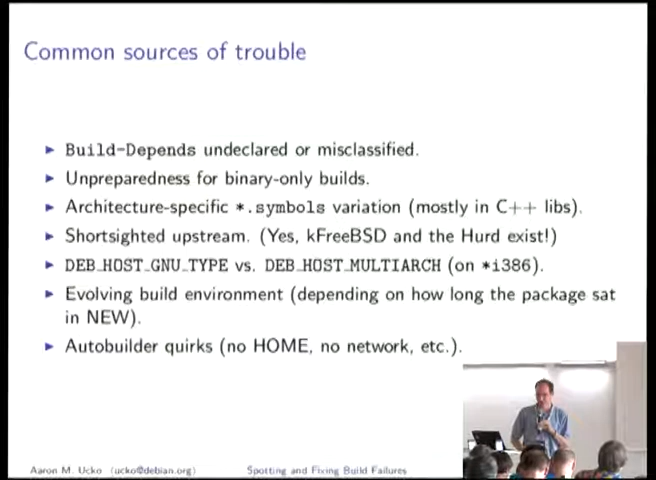 Common sources of trouble
Build-Depends undeclared or misclassified.
Unpreparedness for binary-only builds.
Architecture-specific *.symbols variation (mostly in C++ libs).
Shortsighted upstream. (Yes, kFreeBSD and the Hurd exist!)
DEB_HOST_GNU_TYPE vs. DEB_HOST_MULTIARCH (on *i386).
Evolving build environment (depending on how long the package sat
in NEW).
Autobuilder quirks (no HOME, no network, etc.).
Aaron M. Ucko (ucko@debian.org) Spotting and Fixing Build Failures